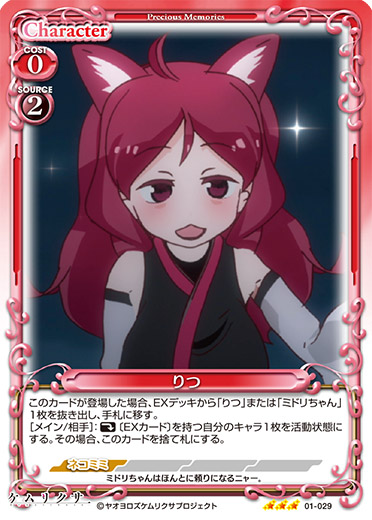 Precious Memories
Character
COST
0
SOURCE
2
りつ
このカードが登場した場合、EXデッキから「りつ」または「ミドリちゃん」
1枚を抜き出し、手札に移す。
[メイン/相手]: [EXカード]を持つ自分のキャラ1枚を活動状態に
する。その場合、このカードを捨て札にする。
ネコミミ
ミドリちゃんはほんとに頼りになるニャー。
ケムリクサ
©ヤオヨロズケムリクサプロジェクト
01-029